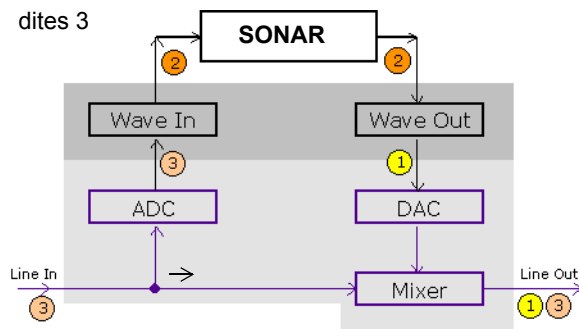 dites 3
SONAR
2
2
Wave In
Wave Out
3
1
ADC
DAC
Line In
Line Out
3
Mixer
1 3